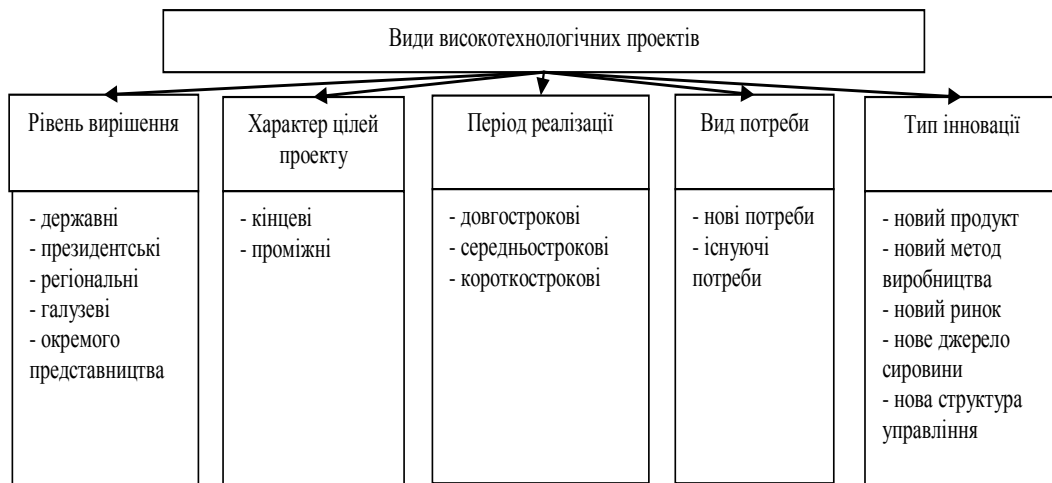 Види високотехнологічних проектів
Рівень вирішення
- державні
- президентські
- регіональні
- галузеві
- окремого
представництва
Характер цілей
проекту
- кінцеві
- проміжні
Період реалізації
- довгострокові
- середньострокові
- короткострокові
Вид потреби
- нові потреби
- існуючі
потреби
Тип інновації
- новий продукт
- новий метод
виробництва
- новий ринок
- нове джерело
сировини
- нова структура
управління